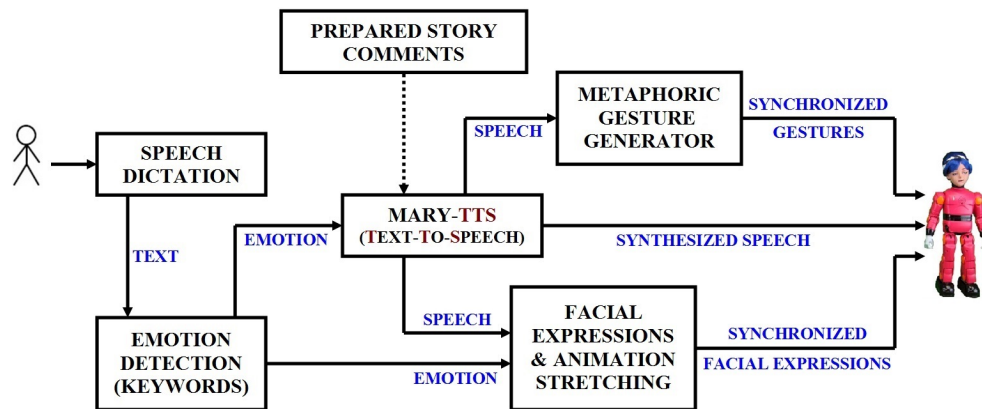 PREPARED STORY
COMMENTS
METAPHORIC
GESTURE
GENERATOR
SYNCHRONIZED
GESTURES
SPEECH
SPEECH
DICTATION
MARY-TTS
(TEXT-TO-SPEECH)
EMOTION
SYNTHESIZED SPEECH
TEXT
SPEECH
EMOTION
DETECTION
(KEYWORDS)
FACIAL
EXPRESSIONS
& ANIMATION
STRETCHING
SYNCHRONIZED
FACIAL EXPRESSIONS
EMOTION